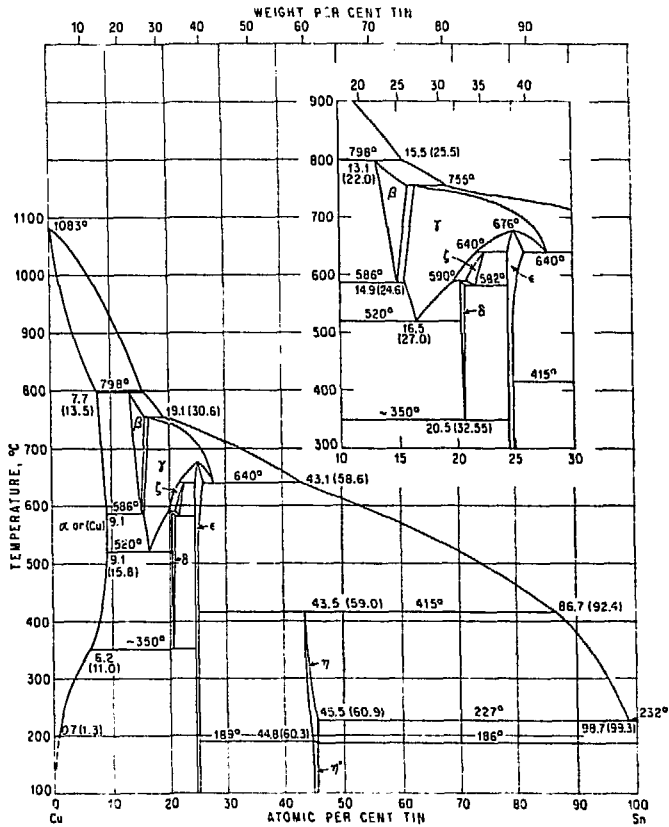 WEIGHT PER CENT TIN
10 20 30 40 50 60 70 80 90
20 30 40 60 80
900
800
700
600
500
400
300
798°
13.1
(22.0)
15.5 (25.5)
755°
β
γ
676°
640°
ζ
640°
586°
14.9 (24.6)
590°
582°
ε
520°
16.5
(27.0)
δ
415°
~350°
20.5 (32.55)
10 15 20 25 30
TEMPERATURE, °C
1100
1000
900
800
700
600
500
400
300
200
100
1083°
798°
7.7
(13.5)
19.1 (30.6)
β
γ
ζ
640°
43.1 (58.6)
586°
α or (Cu)
9.1
520°
9.1
(15.8)
ε
δ
43.5 (59.0)
415°
86.7 (92.4)
~350°
6.2
(11.0)
η
45.5 (60.9)
227°
232°
0.7 (1.3)
189°
44.8 (60.3)
186°
98.7 (99.3)
0 10 20 30 40 50 60 70 80 90 100
Cu
ATOMIC PER CENT TIN
Sn